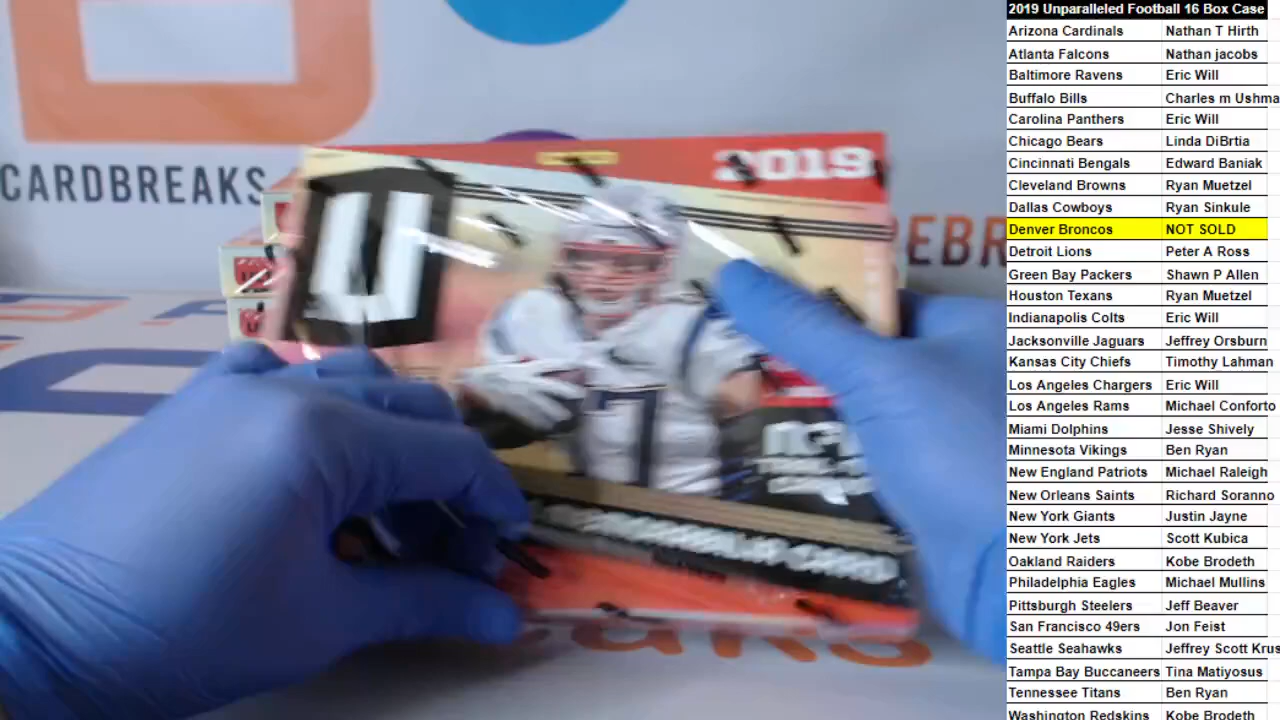 2019 Unparalleled Football 16 Box Case
Arizona Cardinals Nathan T Hirth
Atlanta Falcons Nathan jacobs
Baltimore Ravens Eric Will
Buffalo Bills Charles m Ushma
Carolina Panthers Eric Will
Chicago Bears Linda DiBrtia
Cincinnati Bengals Edward Baniak
Cleveland Browns Ryan Muetzel
Dallas Cowboys Ryan Sinkule
Denver Broncos NOT SOLD
Detroit Lions Peter A Ross
Green Bay Packers Shawn P Allen
Houston Texans Ryan Muetzel
Indianapolis Colts Eric Will
Jacksonville Jaguars Jeffrey Orsburn
Kansas City Chiefs Timothy Lahman
Los Angeles Chargers Eric Will
Los Angeles Rams Michael Conforto
Miami Dolphins Jesse Shively
Minnesota Vikings Ben Ryan
New England Patriots Michael Raleigh
New Orleans Saints Richard Soranno
New York Giants Justin Jayne
New York Jets Scott Kubica
Oakland Raiders Kobe Brodeth
Philadelphia Eagles Michael Mullins
Pittsburgh Steelers Jeff Beaver
San Francisco 49ers Jon Feist
Seattle Seahawks Jeffrey Scott Krus
Tampa Bay Buccaneers Tina Matiyosus
Tennessee Titans Ben Ryan
Washington Redskins Kobe Brodeth
CARDBREAKS
EBR
2019
U